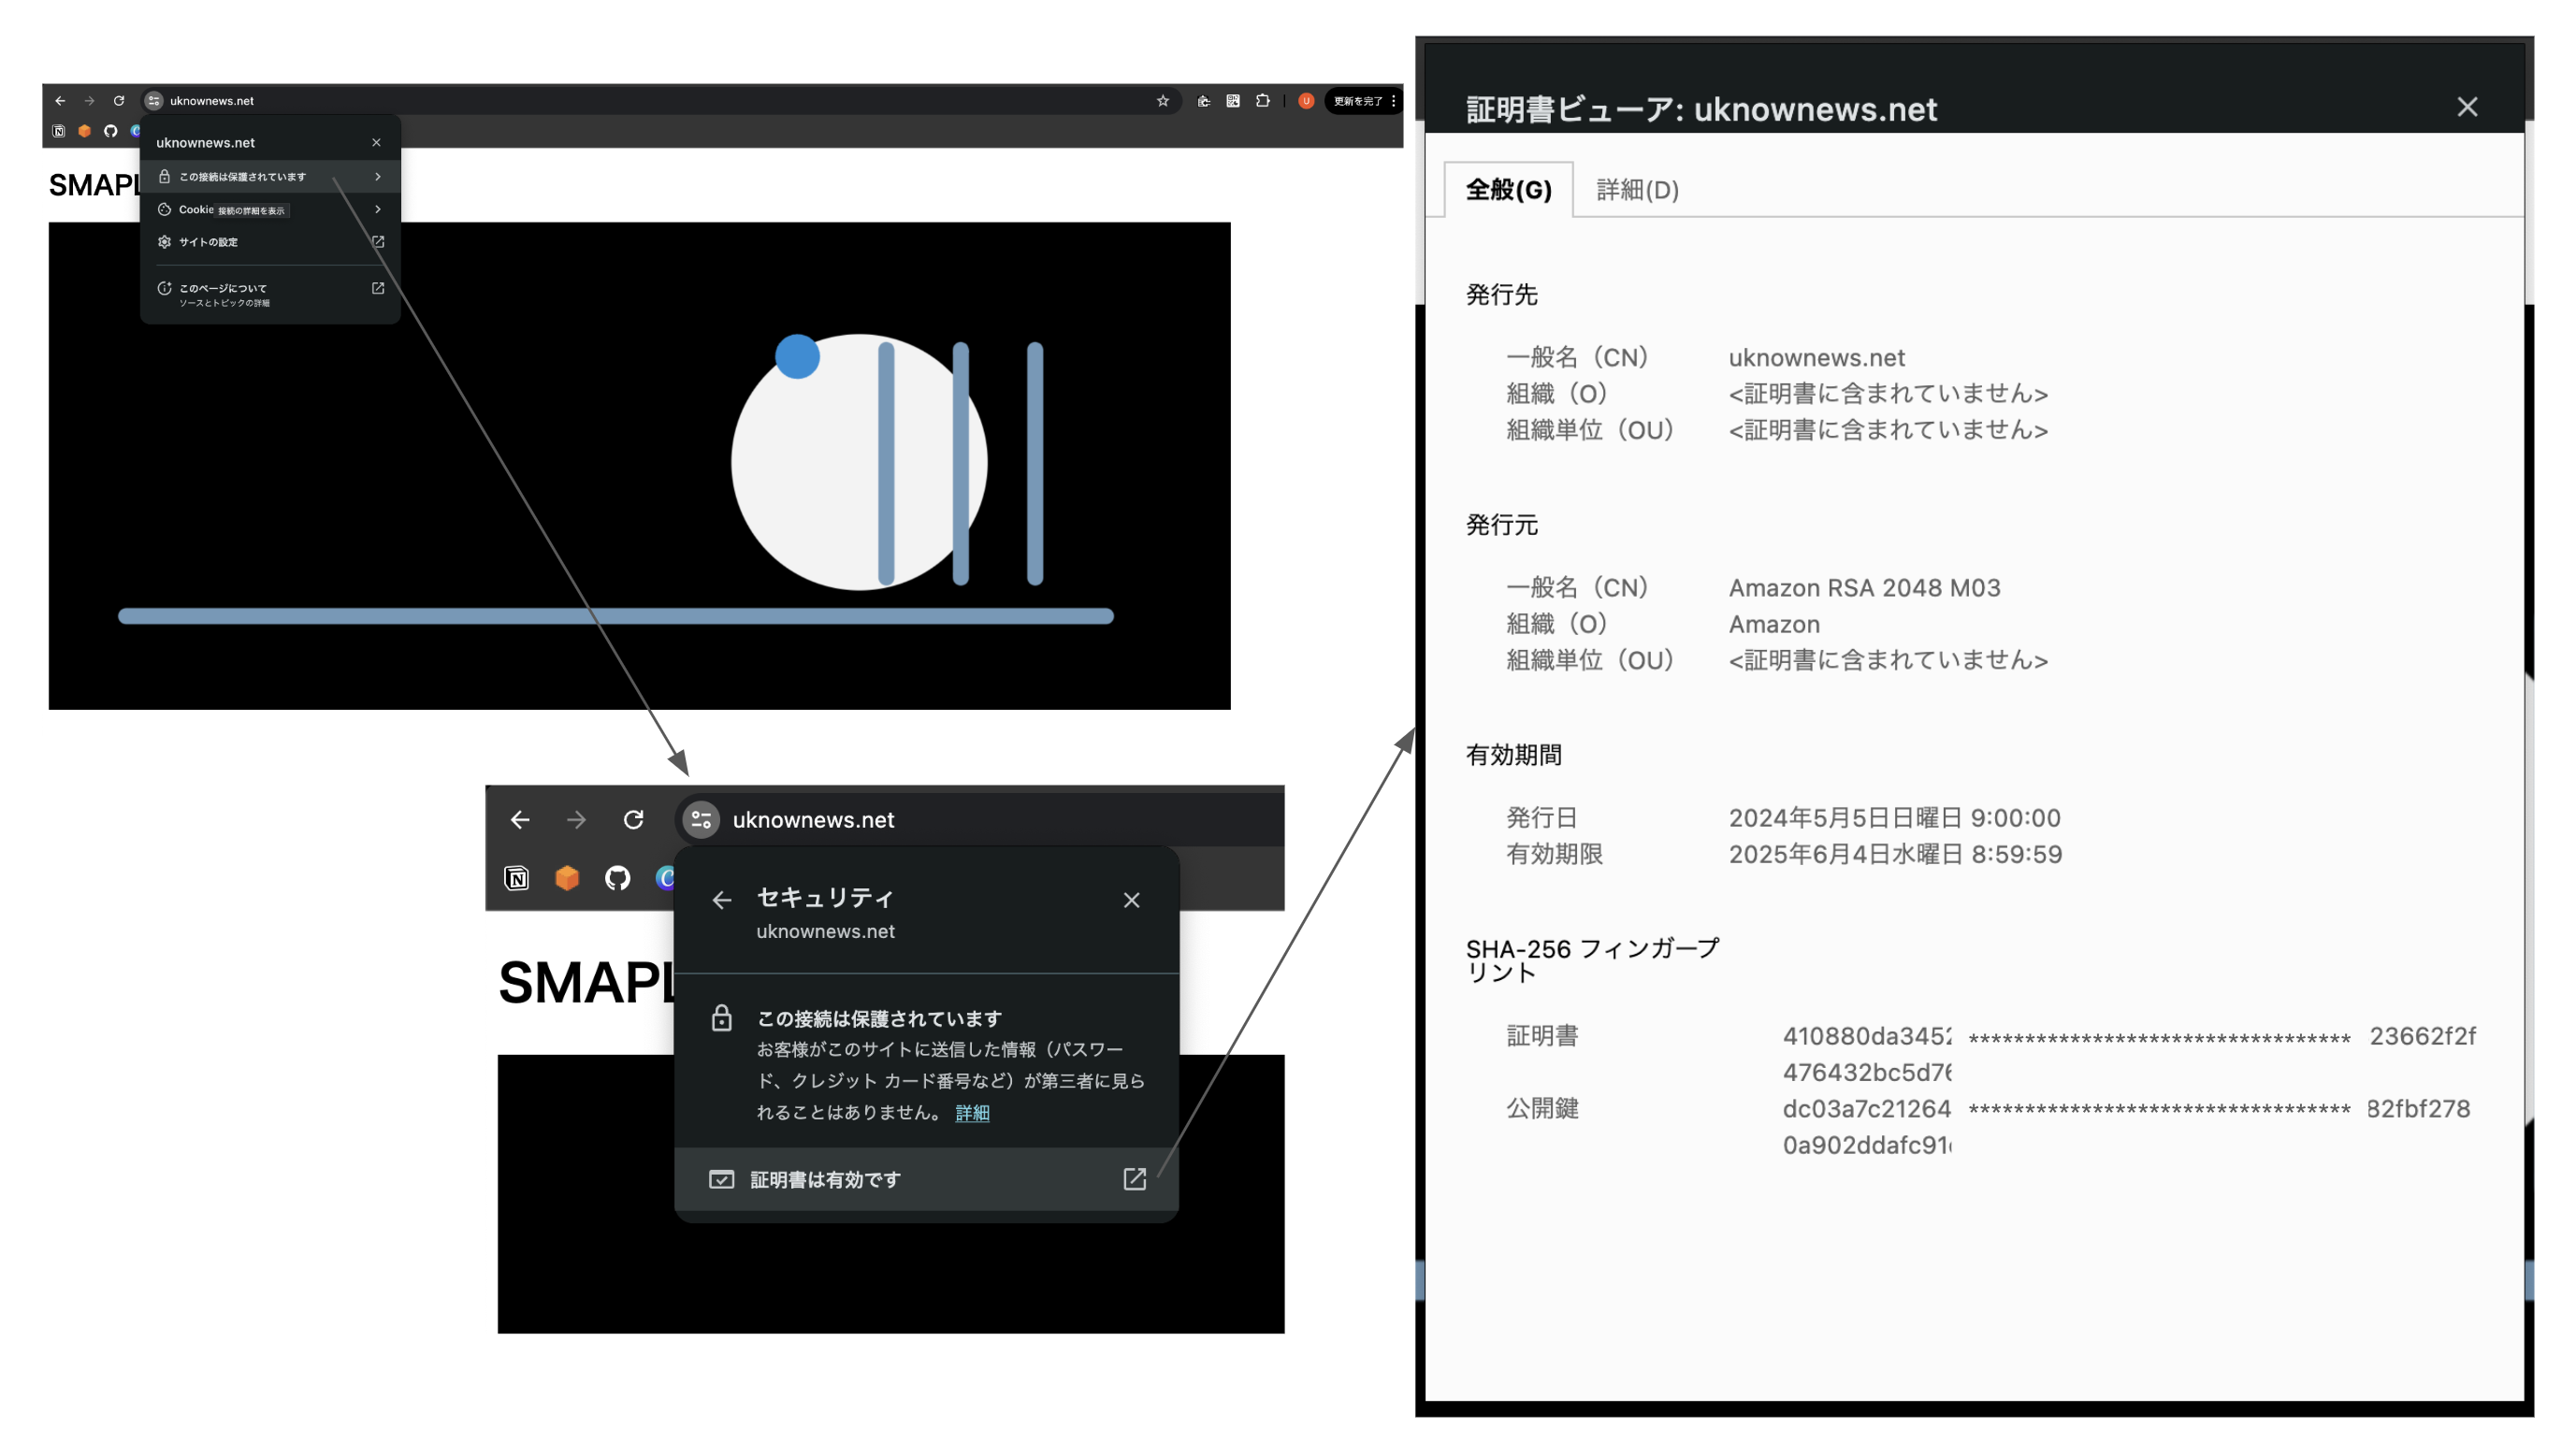 uknownews.net
更新を完了
uknownews.net
この接続は保護されています
Cookie
接続の詳細を表示
サイトの設定
このページについて
ソースとトピックの詳細
SMAPL
uknownews.net
セキュリティ
uknownews.net
SMAPL
この接続は保護されています
お客様がこのサイトに送信した情報（パスワー
ド、クレジット カード番号など）が第三者に見ら
れることはありません。 詳細
証明書は有効です
証明書ビューア: uknownews.net
全般(G) 詳細(D)
発行先
一般名（CN） uknownews.net
組織（O） <証明書に含まれていません>
組織単位（OU） <証明書に含まれていません>
発行元
一般名（CN） Amazon RSA 2048 M03
組織（O） Amazon
組織単位（OU） <証明書に含まれていません>
有効期間
発行日 2024年5月5日日曜日 9:00:00
有効期限 2025年6月4日水曜日 8:59:59
SHA-256 フィンガープ
リント
証明書 410880da3452 ********************************** 23662f2f
476432bc5d76
公開鍵 dc03a7c21264 ********************************** 82fbf278
0a902ddafc91